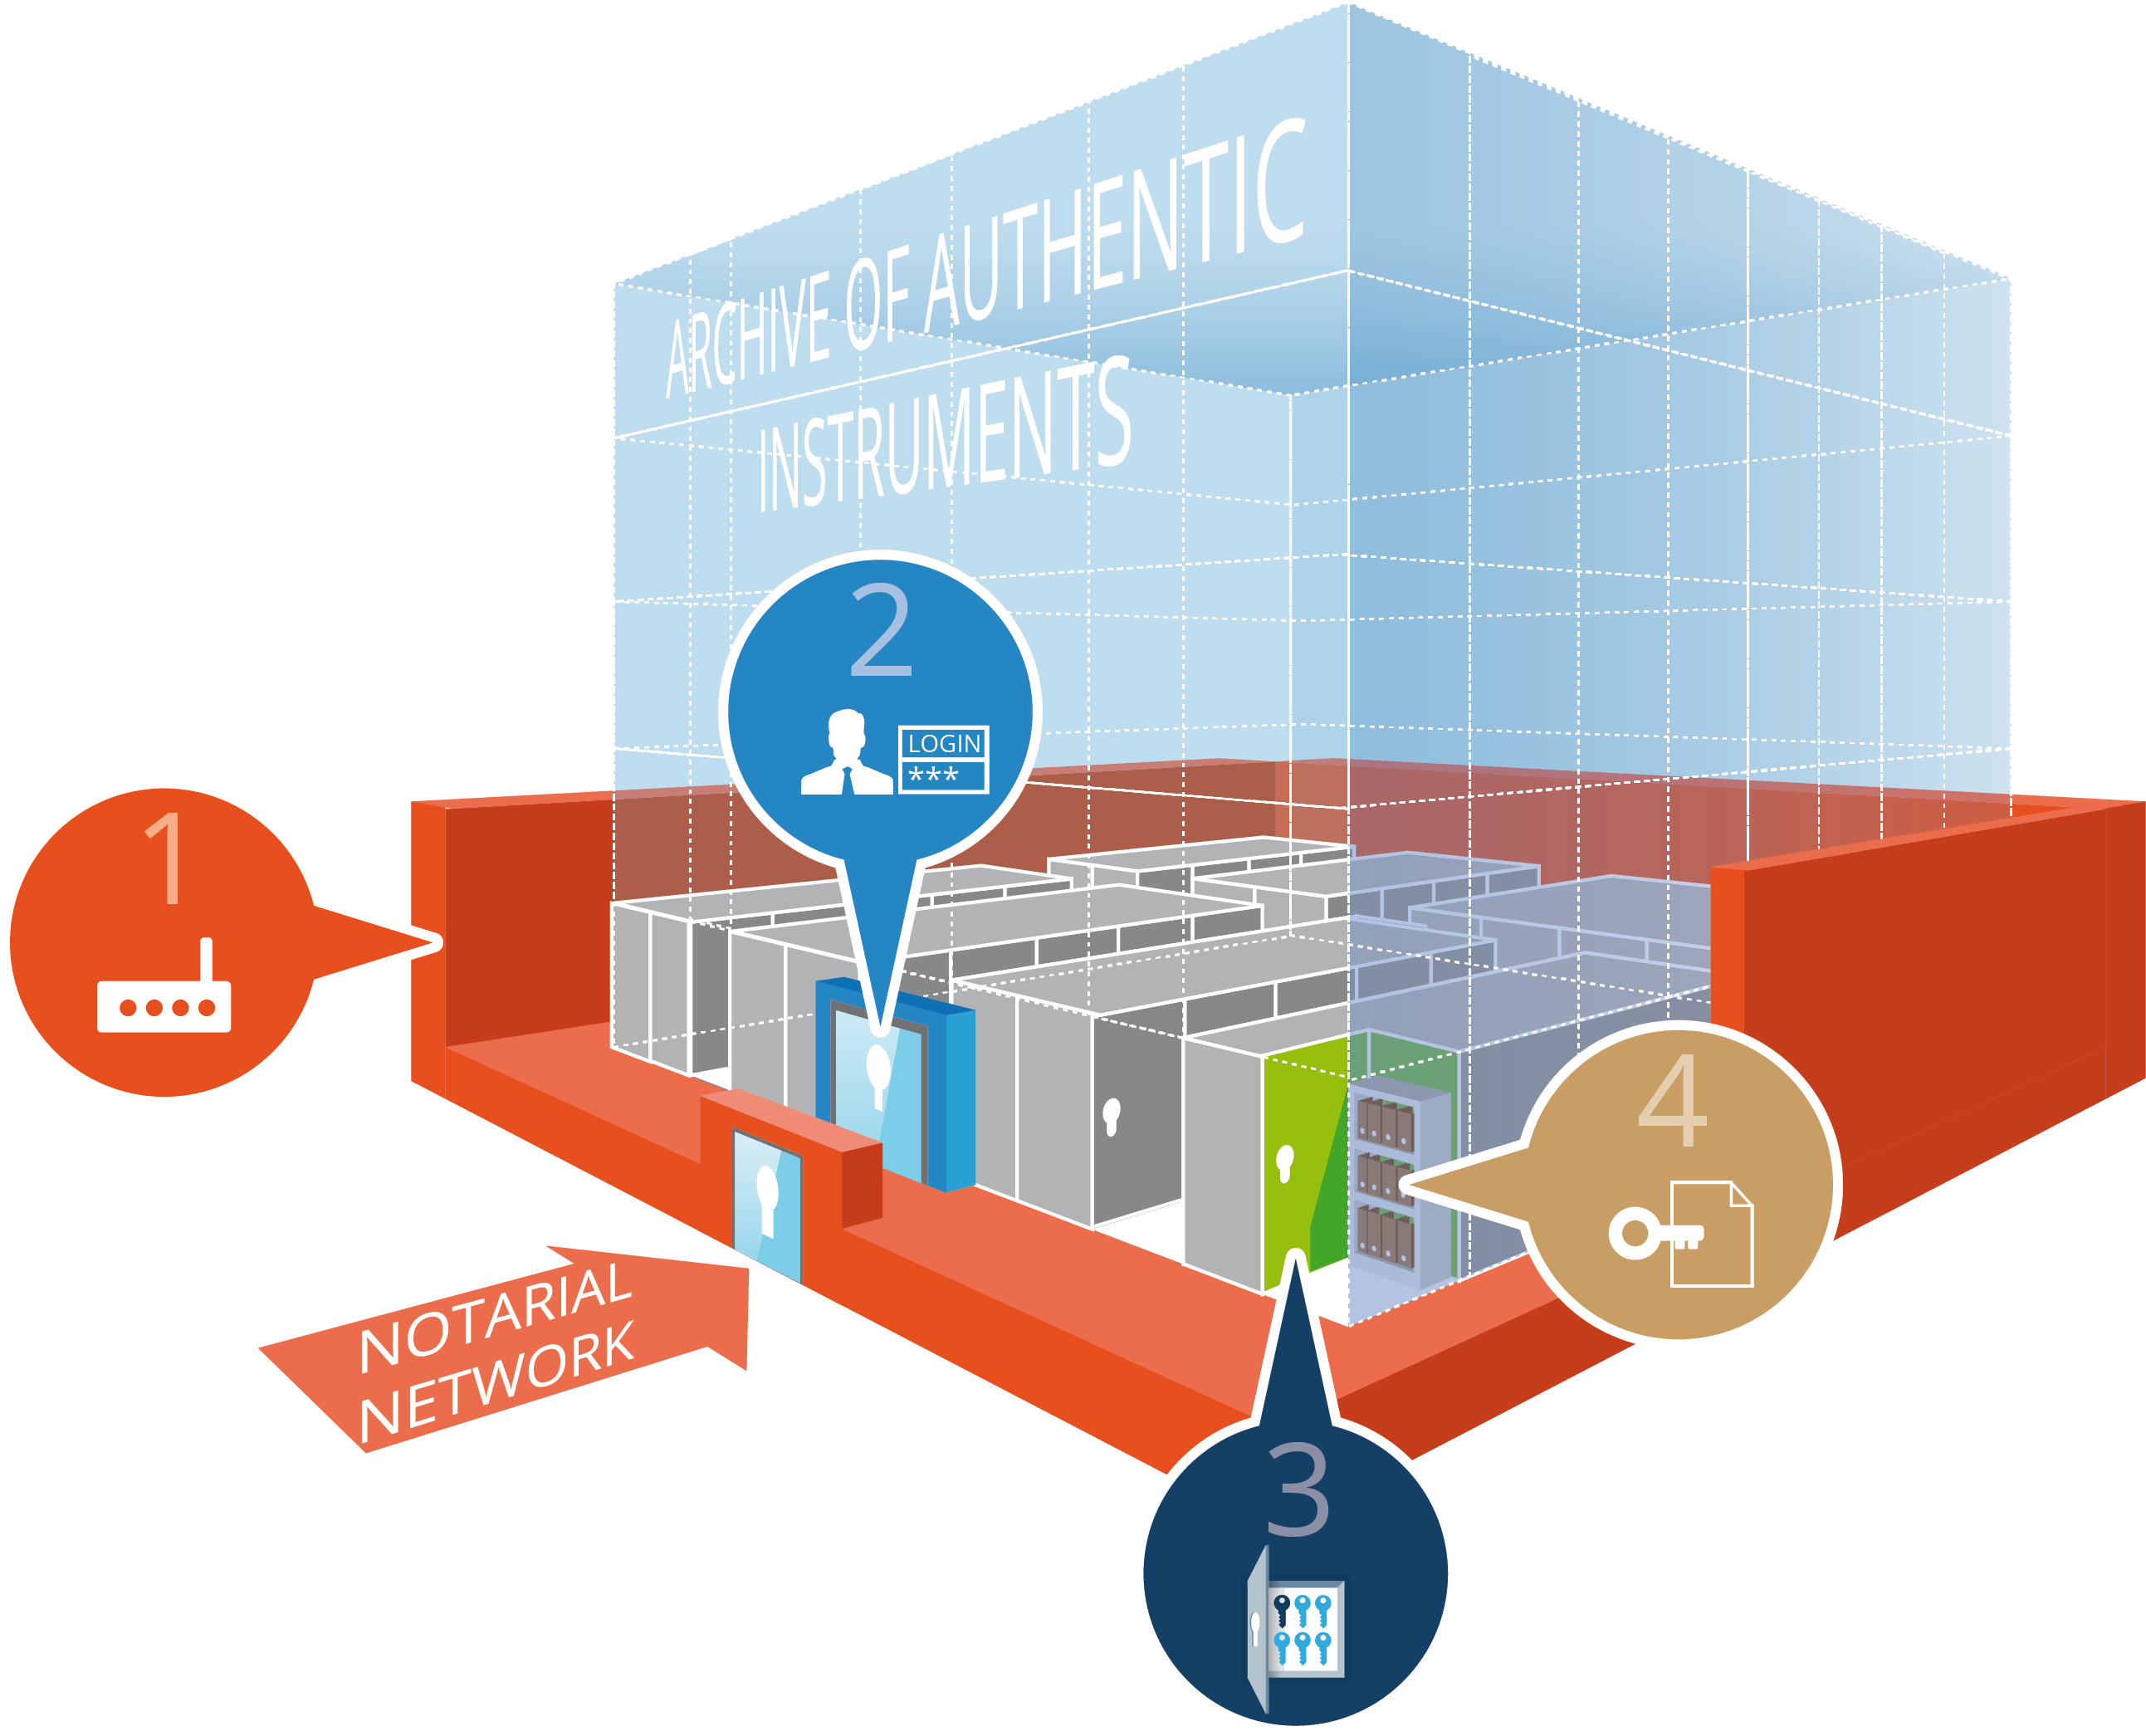 ARCHIVE OF AUTHENTIC
INSTRUMENTS
2
LOGIN
***
1
4
NOTARIAL
NETWORK
3